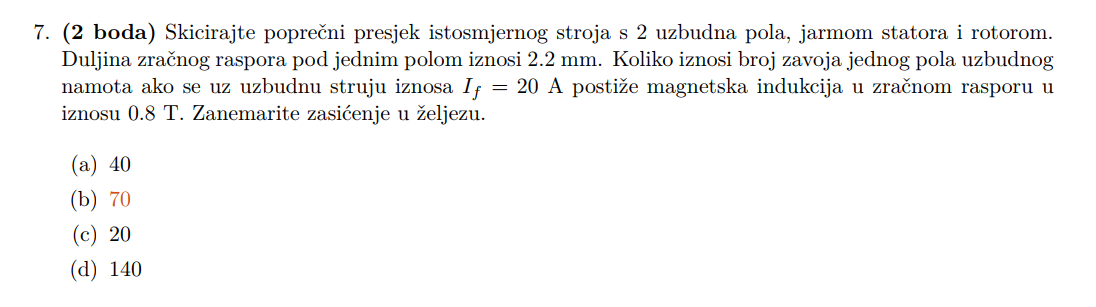 7. (2 boda) Skicirajte poprečni presjek istosmjernog stroja s 2 uzbudna pola, jarmom statora i rotorom.
Duljina zračnog raspora pod jednim polom iznosi 2.2 mm. Koliko iznosi broj zavoja jednog pola uzbudnog
namota ako se uz uzbudnu struju iznosa I_f = 20 A postiže magnetska indukcija u zračnom rasporu u
iznosu 0.8 T. Zanemarite zasićenje u željezu.
(a) 40
(b) 70
(c) 20
(d) 140